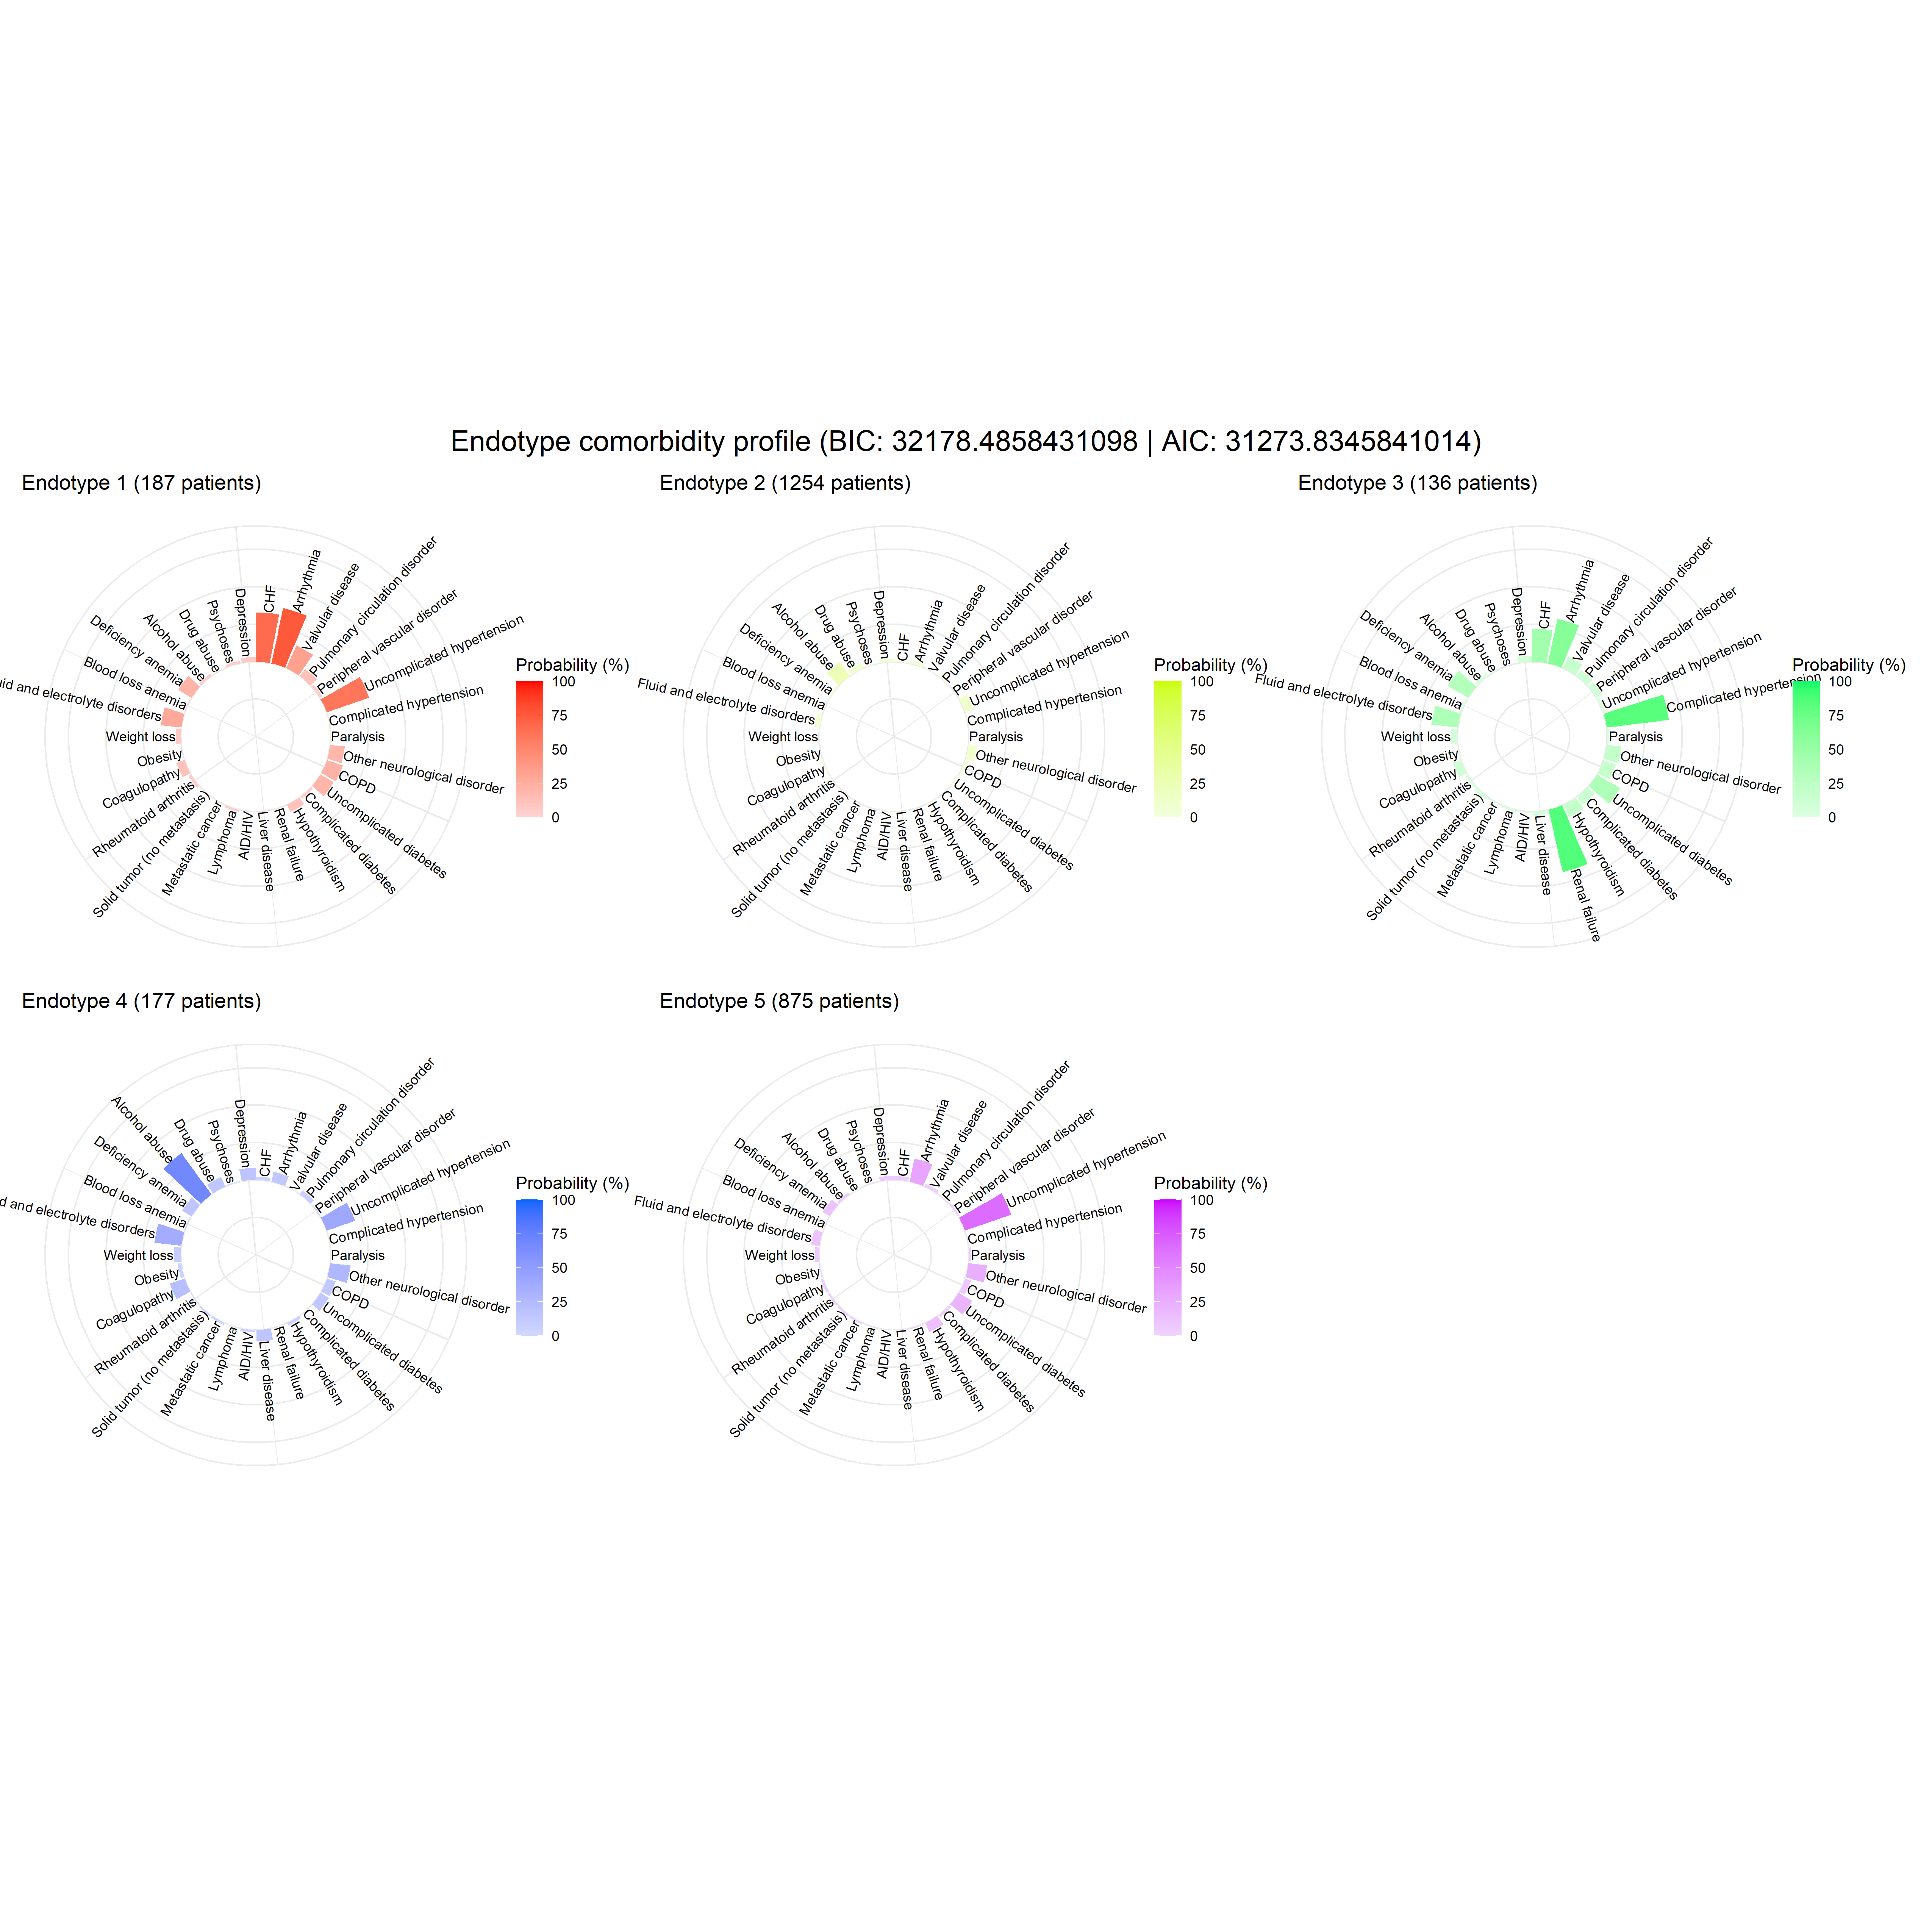 Endotype comorbidity profile (BIC: 32178.4858431098 | AIC: 31273.8345841014)
Endotype 1 (187 patients)
CHF
Arrhythmia
Valvular disease
Pulmonary circulation disorder
Peripheral vascular disorder
Uncomplicated hypertension
Complicated hypertension
Paralysis
Other neurological disorder
COPD
Uncomplicated diabetes
Complicated diabetes
Hypothyroidism
Renal failure
Liver disease
AID/HIV
Lymphoma
Metastatic cancer
Solid tumor (no metastasis)
Rheumatoid arthritis
Coagulopathy
Obesity
Weight loss
uid and electrolyte disorders
Blood loss anemia
Deficiency anemia
Alcohol abuse
Drug abuse
Psychoses
Depression
Probability (%)
100
75
50
25
0
Endotype 2 (1254 patients)
CHF
Arrhythmia
Valvular disease
Pulmonary circulation disorder
Peripheral vascular disorder
Uncomplicated hypertension
Complicated hypertension
Paralysis
Other neurological disorder
COPD
Uncomplicated diabetes
Complicated diabetes
Hypothyroidism
Renal failure
Liver disease
AID/HIV
Lymphoma
Metastatic cancer
Solid tumor (no metastasis)
Rheumatoid arthritis
Coagulopathy
Obesity
Weight loss
Fluid and electrolyte disorders
Blood loss anemia
Deficiency anemia
Alcohol abuse
Drug abuse
Psychoses
Depression
Probability (%)
100
75
50
25
0
Endotype 3 (136 patients)
CHF
Arrhythmia
Valvular disease
Pulmonary circulation disorder
Peripheral vascular disorder
Uncomplicated hypertension
Complicated hypertension
Paralysis
Other neurological disorder
COPD
Uncomplicated diabetes
Complicated diabetes
Hypothyroidism
Renal failure
Liver disease
AID/HIV
Lymphoma
Metastatic cancer
Solid tumor (no metastasis)
Rheumatoid arthritis
Coagulopathy
Obesity
Weight loss
Fluid and electrolyte disorders
Blood loss anemia
Deficiency anemia
Alcohol abuse
Drug abuse
Psychoses
Depression
Probability (%)
100
75
50
25
0
Endotype 4 (177 patients)
CHF
Arrhythmia
Valvular disease
Pulmonary circulation disorder
Peripheral vascular disorder
Uncomplicated hypertension
Complicated hypertension
Paralysis
Other neurological disorder
COPD
Uncomplicated diabetes
Complicated diabetes
Hypothyroidism
Renal failure
Liver disease
AID/HIV
Lymphoma
Metastatic cancer
Solid tumor (no metastasis)
Rheumatoid arthritis
Coagulopathy
Obesity
Weight loss
d and electrolyte disorders
Blood loss anemia
Deficiency anemia
Alcohol abuse
Drug abuse
Psychoses
Depression
Probability (%)
100
75
50
25
0
Endotype 5 (875 patients)
CHF
Arrhythmia
Valvular disease
Pulmonary circulation disorder
Peripheral vascular disorder
Uncomplicated hypertension
Complicated hypertension
Paralysis
Other neurological disorder
COPD
Uncomplicated diabetes
Complicated diabetes
Hypothyroidism
Renal failure
Liver disease
AID/HIV
Lymphoma
Metastatic cancer
Solid tumor (no metastasis)
Rheumatoid arthritis
Coagulopathy
Obesity
Weight loss
Fluid and electrolyte disorders
Blood loss anemia
Deficiency anemia
Alcohol abuse
Drug abuse
Psychoses
Depression
Probability (%)
100
75
50
25
0